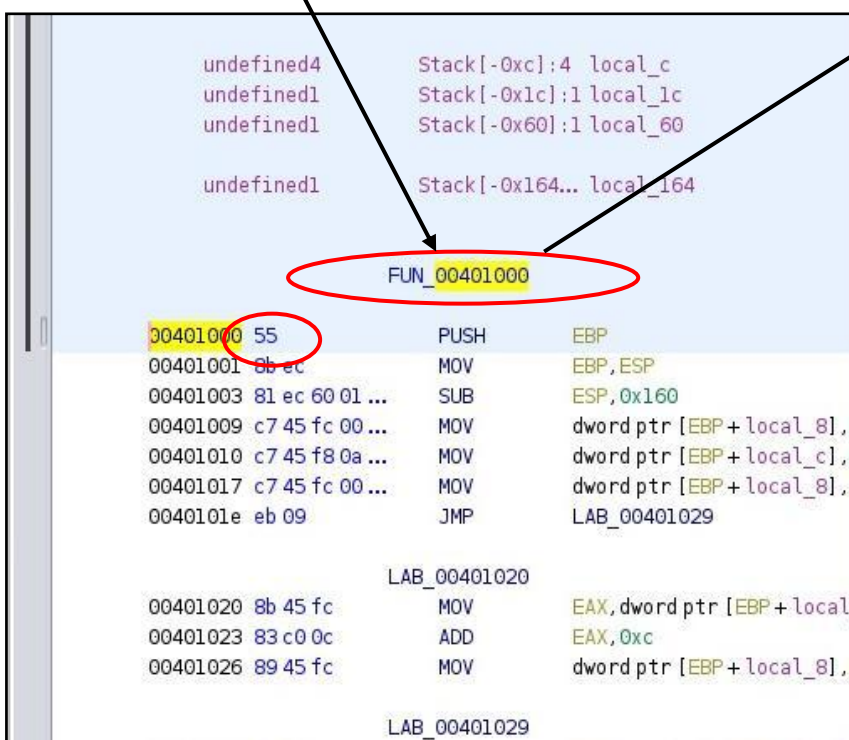 undefined4 Stack[-0xc]:4 local_c
undefined1 Stack[-0x1c]:1 local_1c
undefined1 Stack[-0x60]:1 local_60
undefined1 Stack[-0x164... local_164
FUN_00401000
00401000 55 PUSH EBP
00401001 8b ec MOV EBP,ESP
00401003 81 ec 60 01 ... SUB ESP,0x160
00401009 c7 45 fc 00 ... MOV dword ptr [EBP + local_8],
00401010 c7 45 f8 0a ... MOV dword ptr [EBP + local_c],
00401017 c7 45 fc 00 ... MOV dword ptr [EBP + local_8],
0040101e eb 09 JMP LAB_00401029
LAB_00401020
00401020 8b 45 fc MOV EAX,dword ptr [EBP + local
00401023 83 c0 0c ADD EAX,0xc
00401026 89 45 fc MOV dword ptr [EBP + local_8],
LAB_00401029